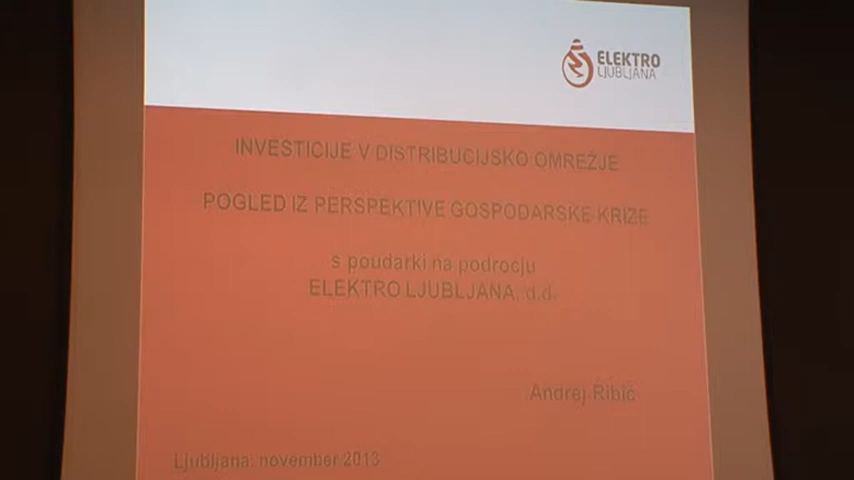 ELEKTRO
LJUBLJANA
INVESTICIJE V DISTRIBUCIJSKO OMREŽJE
POGLED IZ PERSPEKTIVE GOSPODARSKE KRIZE
s poudarki na področju
ELEKTRO LJUBLJANA, d.d.
Andrej Ribič
Ljubljana: november 2013